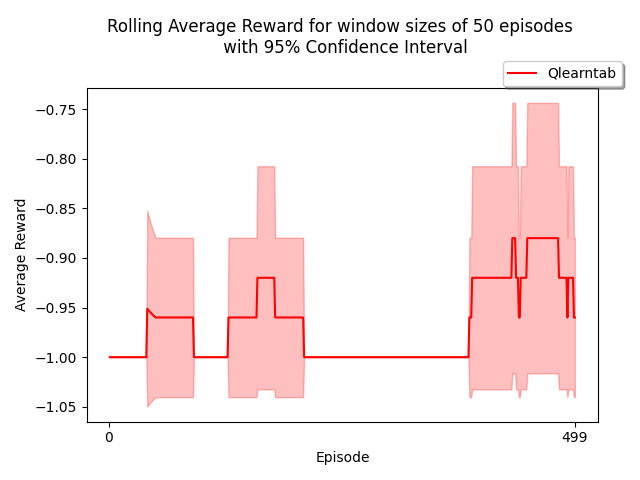 Rolling Average Reward for window sizes of 50 episodes
with 95% Confidence Interval
Qlearntab
−0.75
−0.80
−0.85
−0.90
−0.95
−1.00
−1.05
Average Reward
0
499
Episode